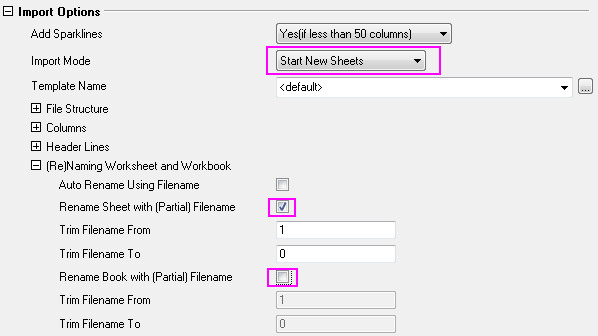 Import Options
Add Sparklines Yes(if less than 50 columns)
Import Mode Start New Sheets
Template Name <default> ...
File Structure
Columns
Header Lines
(Re)Naming Worksheet and Workbook
Auto Rename Using Filename
Rename Sheet with (Partial) Filename
Trim Filename From 1
Trim Filename To 0
Rename Book with (Partial) Filename
Trim Filename From 1
Trim Filename To 0